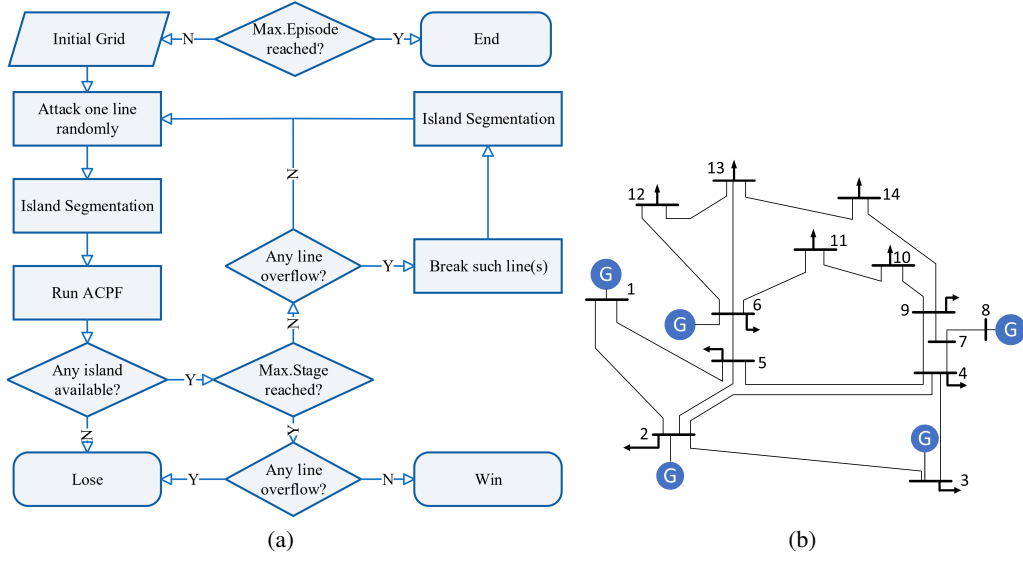 Initial Grid
N
Max.Episode
reached?
Y
End
Attack one line
randomly
Island Segmentation
N
Island Segmentation
Any line
overflow?
Y
Break such line(s)
Run ACPF
N
Any island
available?
Y
Max.Stage
reached?
N
Y
Lose
Y
Any line
overflow?
N
Win
(a)
13
12
14
11
10
G
1
6
G
9
8
G
7
5
4
2
G
G
3
(b)